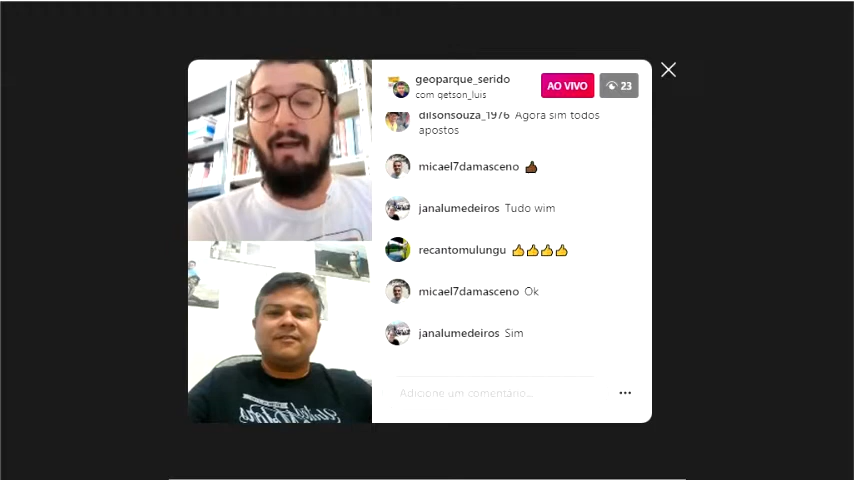 geoparque_serido
com getson_luis
AO VIVO
23
dilsonsouza_1976 Agora sim todos
apostos
micael7damasceno
janalumedeiros Tudo wim
recantomulungu
micael7damasceno Ok
janalumedeiros Sim
Adicione um comentário...